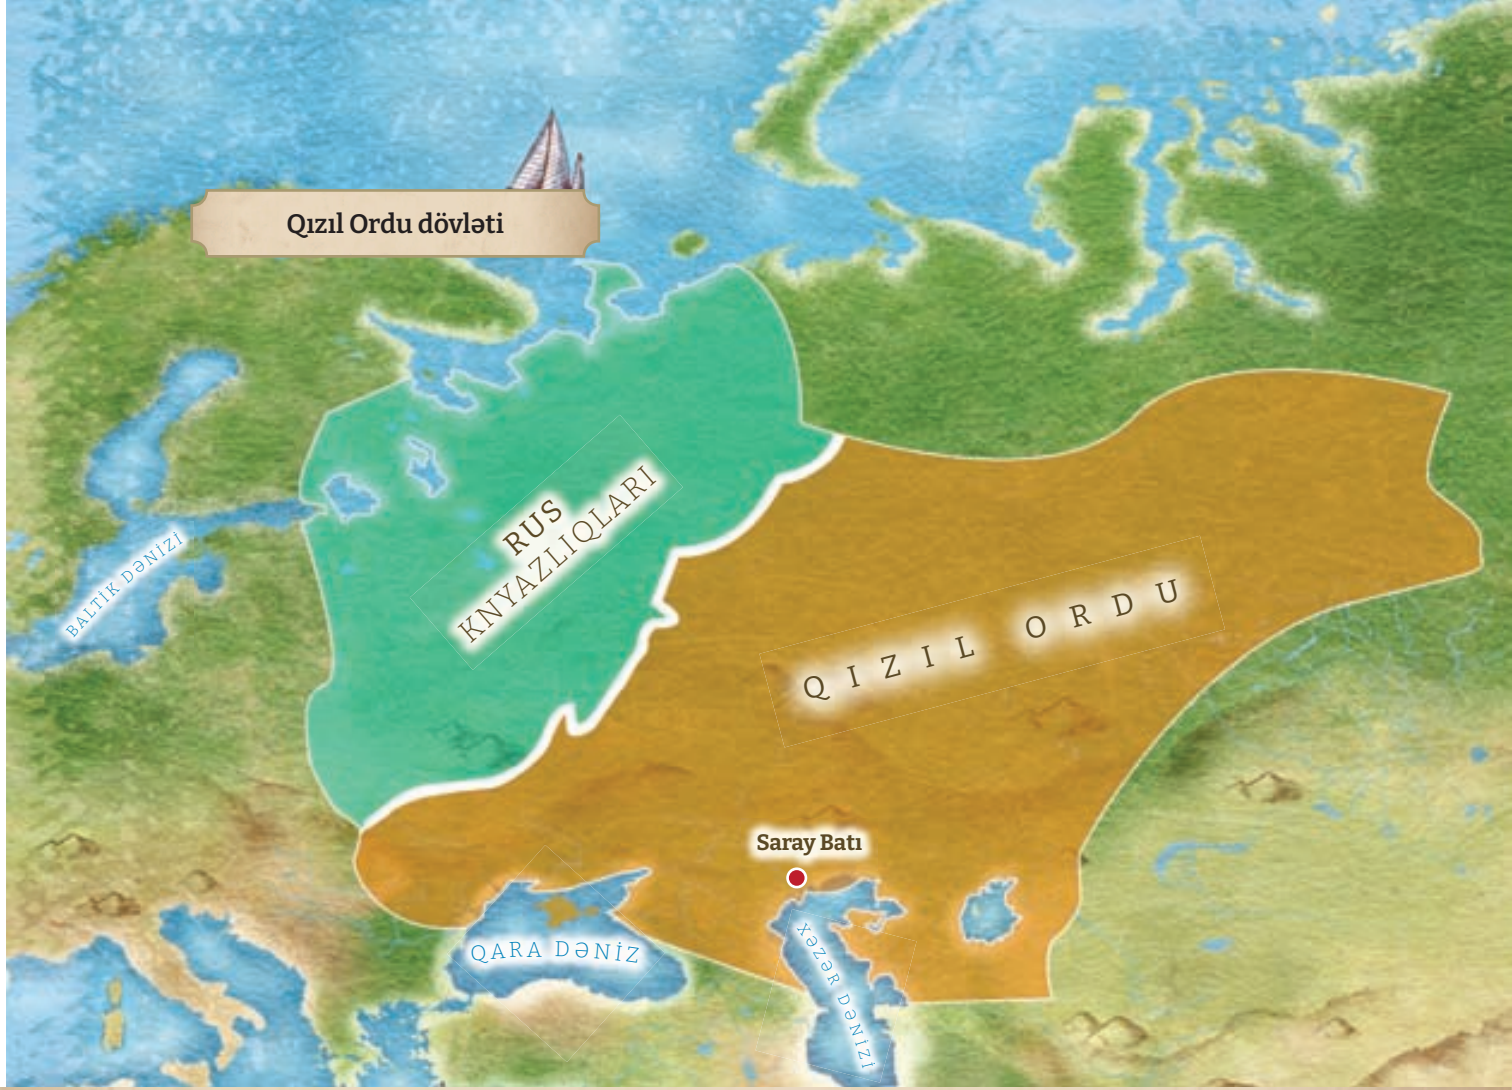 Qızıl Ordu dövləti
RUS
KNYAZLIQLARI
BALTİK DƏNİZİ
QIZIL ORDU
Saray Batı
QARA DƏNİZ
XƏZƏR DƏNİZİ